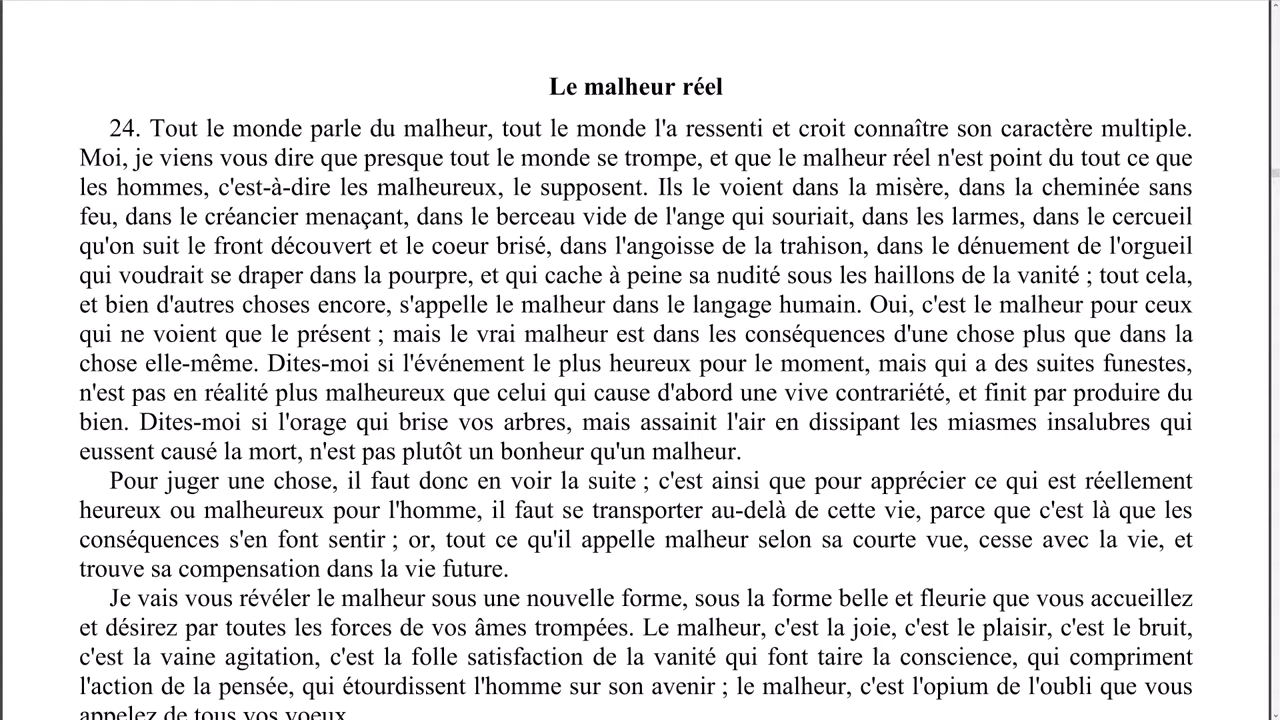 Le malheur réel
24. Tout le monde parle du malheur, tout le monde l'a ressenti et croit connaître son caractère multiple.
Moi, je viens vous dire que presque tout le monde se trompe, et que le malheur réel n'est point du tout ce que
les hommes, c'est-à-dire les malheureux, le supposent. Ils le voient dans la misère, dans la cheminée sans
feu, dans le créancier menaçant, dans le berceau vide de l'ange qui souriait, dans les larmes, dans le cercueil
qu'on suit le front découvert et le coeur brisé, dans l'angoisse de la trahison, dans le dénuement de l'orgueil
qui voudrait se draper dans la pourpre, et qui cache à peine sa nudité sous les haillons de la vanité ; tout cela,
et bien d'autres choses encore, s'appelle le malheur dans le langage humain. Oui, c'est le malheur pour ceux
qui ne voient que le présent ; mais le vrai malheur est dans les conséquences d'une chose plus que dans la
chose elle-même. Dites-moi si l'événement le plus heureux pour le moment, mais qui a des suites funestes,
n'est pas en réalité plus malheureux que celui qui cause d'abord une vive contrariété, et finit par produire du
bien. Dites-moi si l'orage qui brise vos arbres, mais assainit l'air en dissipant les miasmes insalubres qui
eussent causé la mort, n'est pas plutôt un bonheur qu'un malheur.
Pour juger une chose, il faut donc en voir la suite ; c'est ainsi que pour apprécier ce qui est réellement
heureux ou malheureux pour l'homme, il faut se transporter au-delà de cette vie, parce que c'est là que les
conséquences s'en font sentir ; or, tout ce qu'il appelle malheur selon sa courte vue, cesse avec la vie, et
trouve sa compensation dans la vie future.
Je vais vous révéler le malheur sous une nouvelle forme, sous la forme belle et fleurie que vous accueillez
et désirez par toutes les forces de vos âmes trompées. Le malheur, c'est la joie, c'est le plaisir, c'est le bruit,
c'est la vaine agitation, c'est la folle satisfaction de la vanité qui font taire la conscience, qui compriment
l'action de la pensée, qui étourdissent l'homme sur son avenir ; le malheur, c'est l'opium de l'oubli que vous
appelez de tous vos voeux.